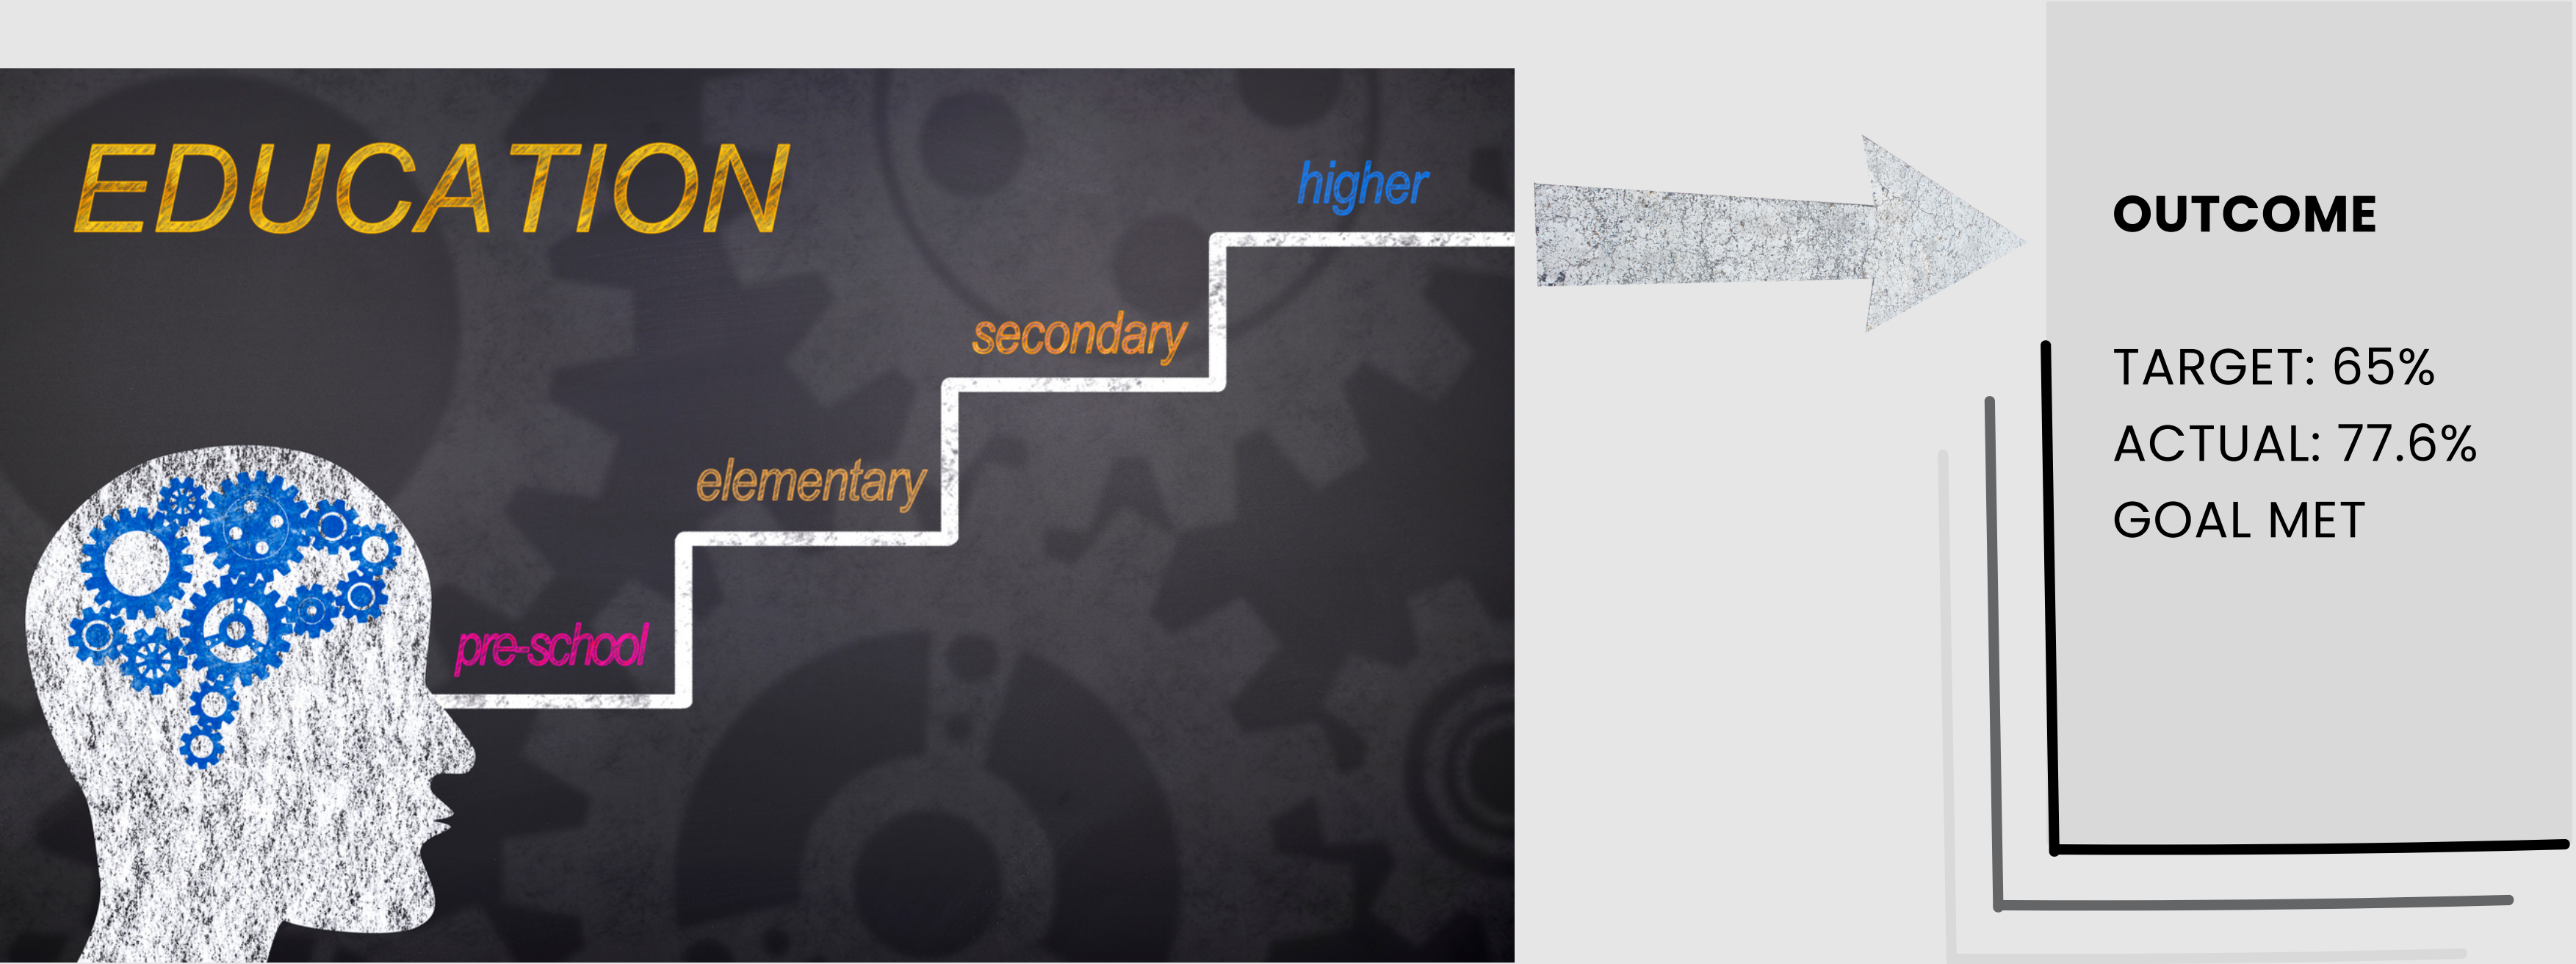 EDUCATION
higher
secondary
elementary
pre-school
OUTCOME
TARGET: 65%
ACTUAL: 77.6%
GOAL MET